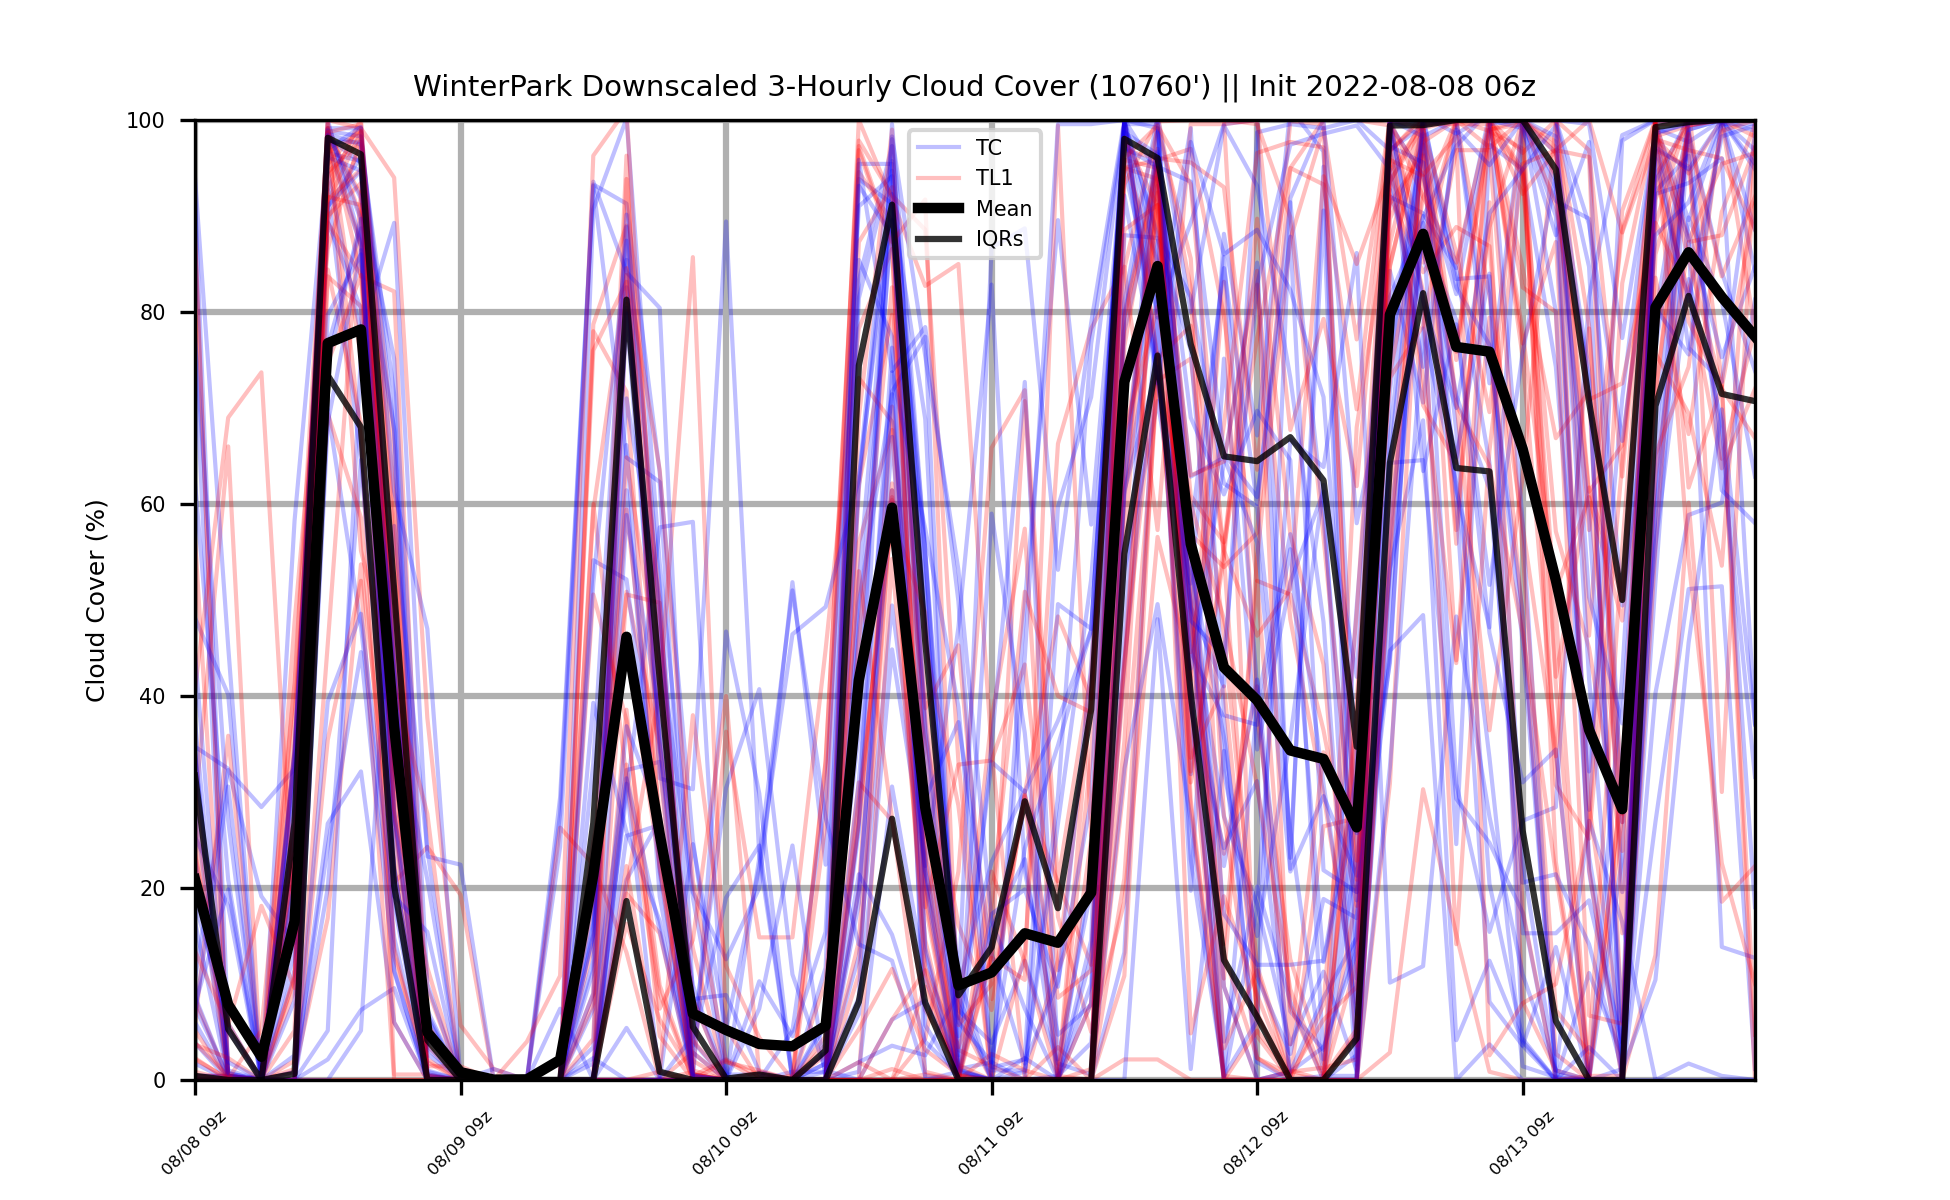 WinterPark Downscaled 3-Hourly Cloud Cover (10760') || Init 2022-08-08 06z
Cloud Cover (%)
100
80
60
40
20
0
TC
TL1
Mean
IQRs
08/08 09z
08/09 09z
08/10 09z
08/11 09z
08/12 09z
08/13 09z